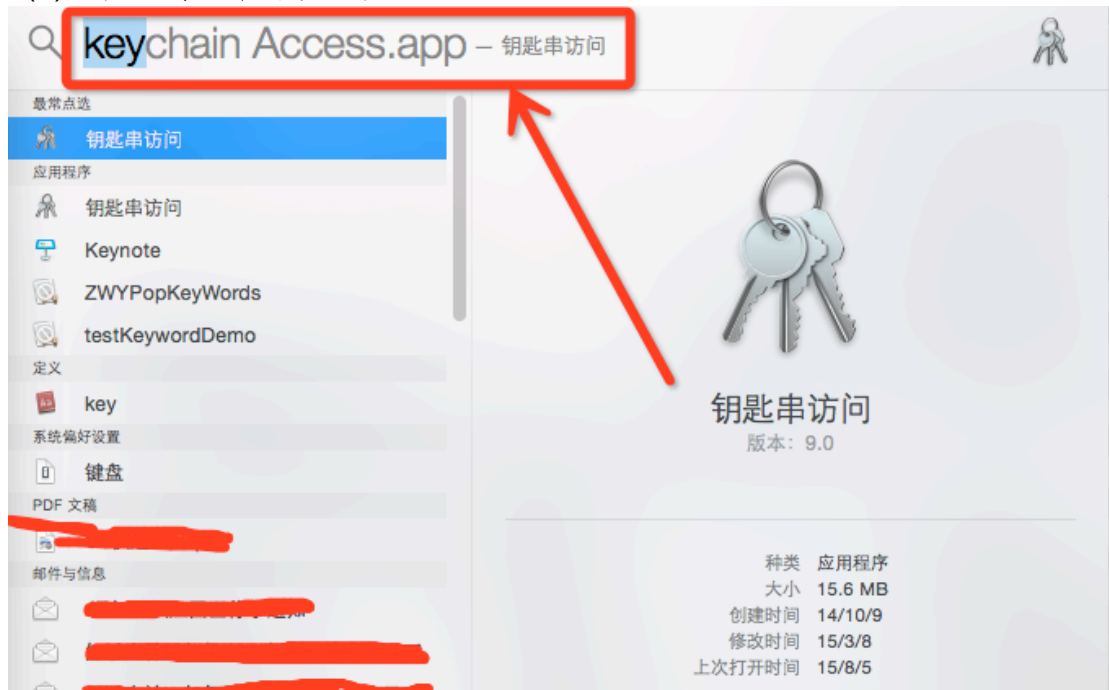 keychain Access.app – 钥匙串访问
最常点选
钥匙串访问
应用程序
钥匙串访问
Keynote
ZWYPopKeyWords
testKeywordDemo
定义
key
系统偏好设置
键盘
PDF 文稿
邮件与信息
钥匙串访问
版本：9.0
种类 应用程序
大小 15.6 MB
创建时间 14/10/9
修改时间 15/3/8
上次打开时间 15/8/5